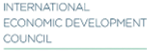 INTERNATIONAL
ECONOMIC DEVELOPMENT
COUNCIL